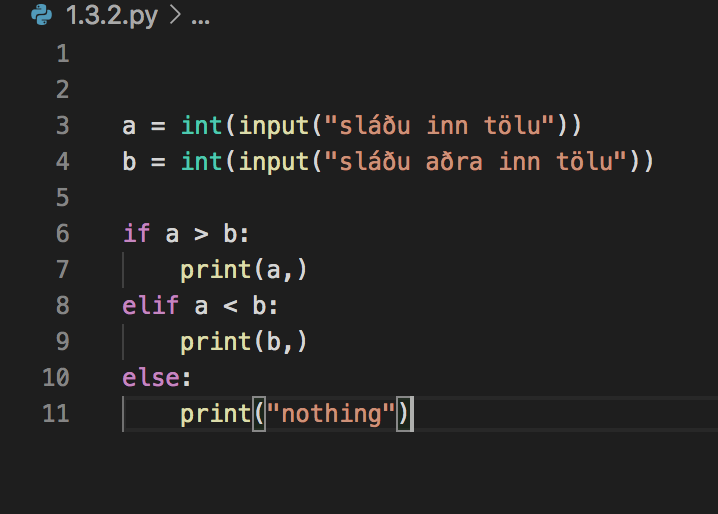 1.3.2.py > ...
1
2
3 a = int(input("sláðu inn tölu"))
4 b = int(input("sláðu aðra inn tölu"))
5
6 if a > b:
7     print(a,)
8 elif a < b:
9     print(b,)
10 else:
11     print("nothing")